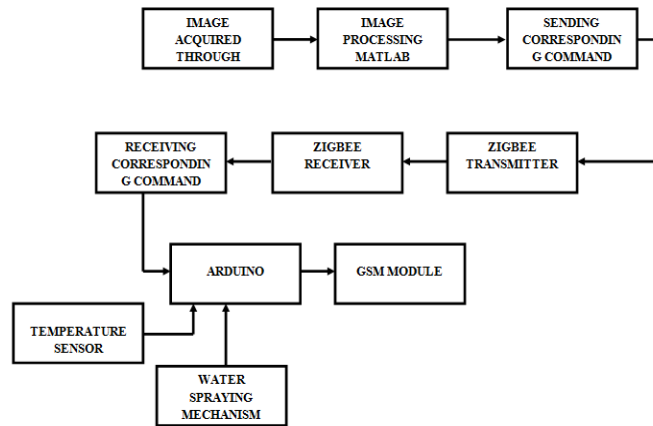 IMAGE
ACQUIRED
THROUGH
IMAGE
PROCESSING
MATLAB
SENDING
CORRESPONDIN
G COMMAND
RECEIVING
CORRESPONDIN
G COMMAND
ZIGBEE
RECEIVER
ZIGBEE
TRANSMITTER
ARDUINO
GSM MODULE
TEMPERATURE
SENSOR
WATER
SPRAYING
MECHANISM